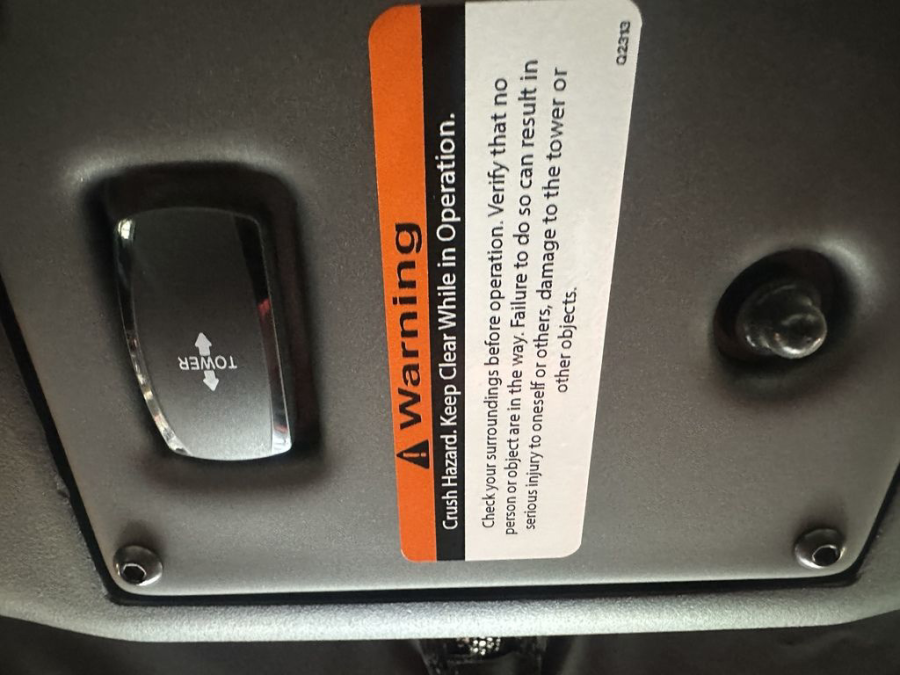 TOWER
Warning
Crush Hazard. Keep Clear While in Operation.
Check your surroundings before operation. Verify that no
person or object are in the way. Failure to do so can result in
serious injury to oneself or others, damage to the tower or
other objects.
Q2313